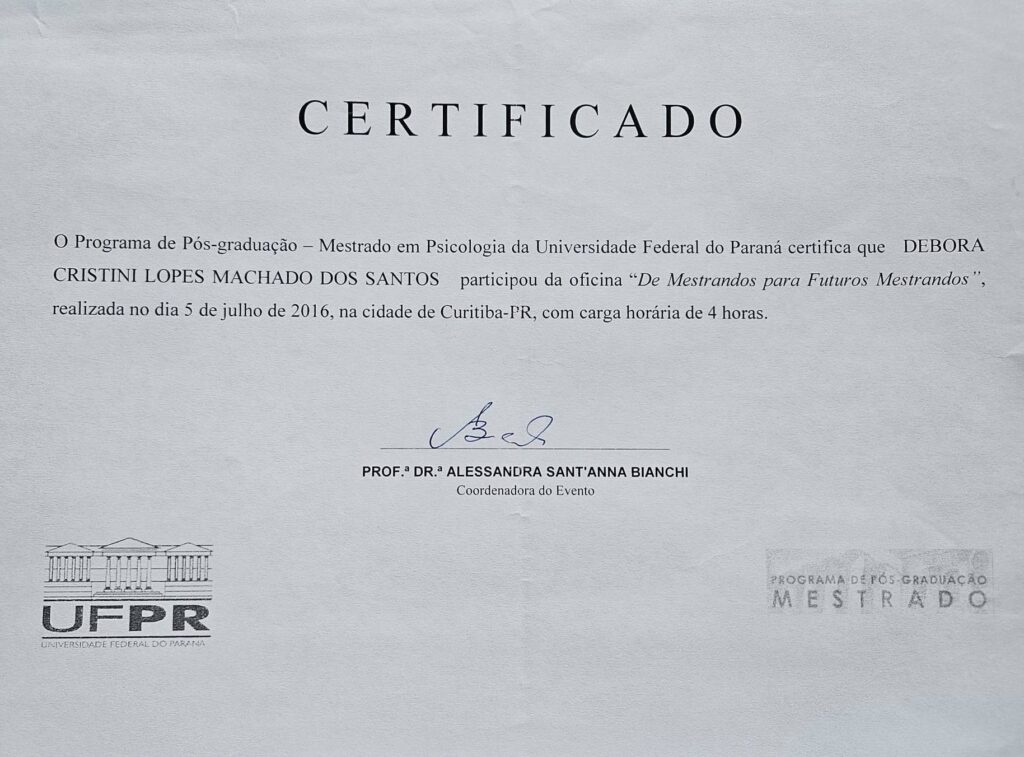 CERTIFICADO
O Programa de Pós-graduação – Mestrado em Psicologia da Universidade Federal do Paraná certifica que DEBORA
CRISTINI LOPES MACHADO DOS SANTOS participou da oficina “De Mestrandos para Futuros Mestrandos”,
realizada no dia 5 de julho de 2016, na cidade de Curitiba-PR, com carga horária de 4 horas.
PROF.ª DR.ª ALESSANDRA SANT'ANNA BIANCHI
Coordenadora do Evento
UFPR
UNIVERSIDADE FEDERAL DO PARANÁ
PROGRAMA DE PÓS-GRADUAÇÃO
MESTRADO